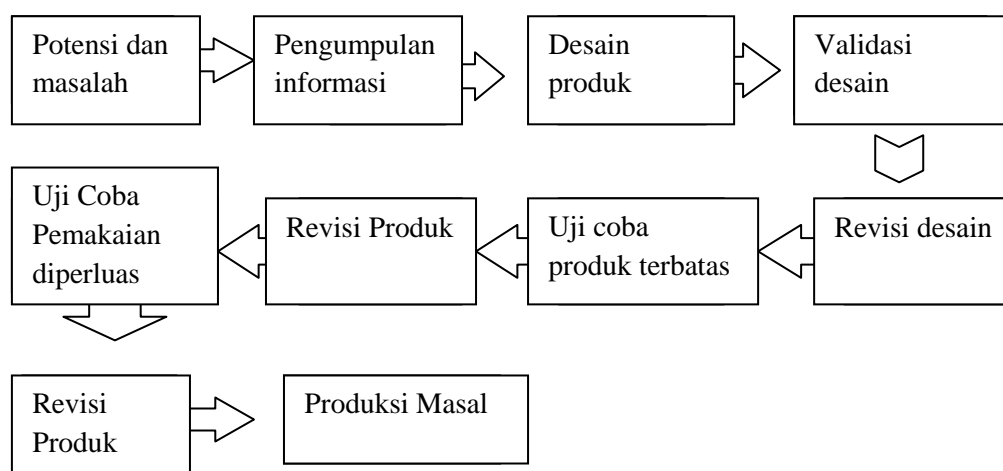 Potensi dan
masalah
Pengumpulan
informasi
Desain
produk
Validasi
desain
Revisi desain
Uji coba
produk terbatas
Revisi Produk
Uji Coba
Pemakaian
diperluas
Revisi
Produk
Produksi Masal